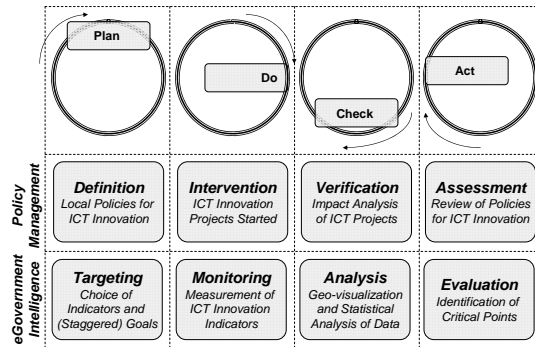 Plan
Do
Check
Act
Policy
Management
Definition
Local Policies for
ICT Innovation
Intervention
ICT Innovation
Projects Started
Verification
Impact Analysis
of ICT Projects
Assessment
Review of Policies
for ICT Innovation
eGovernment
Intelligence
Targeting
Choice of
Indicators and
(Staggered) Goals
Monitoring
Measurement of
ICT Innovation
Indicators
Analysis
Geo-visualization
and Statistical
Analysis of Data
Evaluation
Identification of
Critical Points